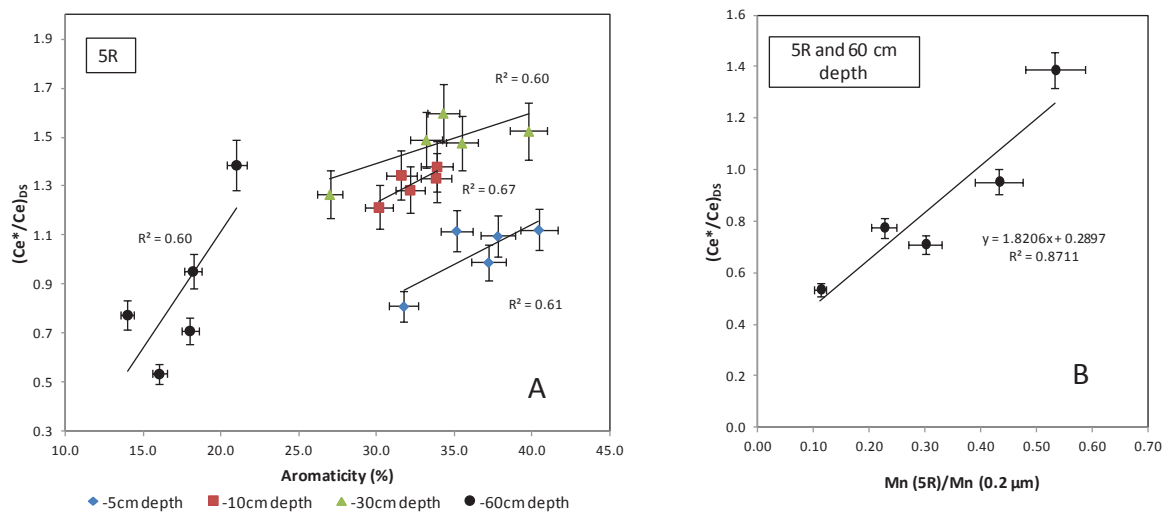 5R
(Ce*/Ce)DS
1.9
1.7
1.5
1.3
1.1
0.9
0.7
0.5
0.3
R² = 0.60
R² = 0.67
R² = 0.60
R² = 0.61
A
10.0 15.0 20.0 25.0 30.0 35.0 40.0 45.0
Aromaticity (%)
-5cm depth -10cm depth -30cm depth -60cm depth
5R and 60 cm
depth
(Ce*/Ce)DS
1.6
1.4
1.2
1.0
0.8
0.6
0.4
0.2
0.0
y = 1.8206x + 0.2897
R² = 0.8711
B
0.00 0.10 0.20 0.30 0.40 0.50 0.60 0.70
Mn (5R)/Mn (0.2 µm)